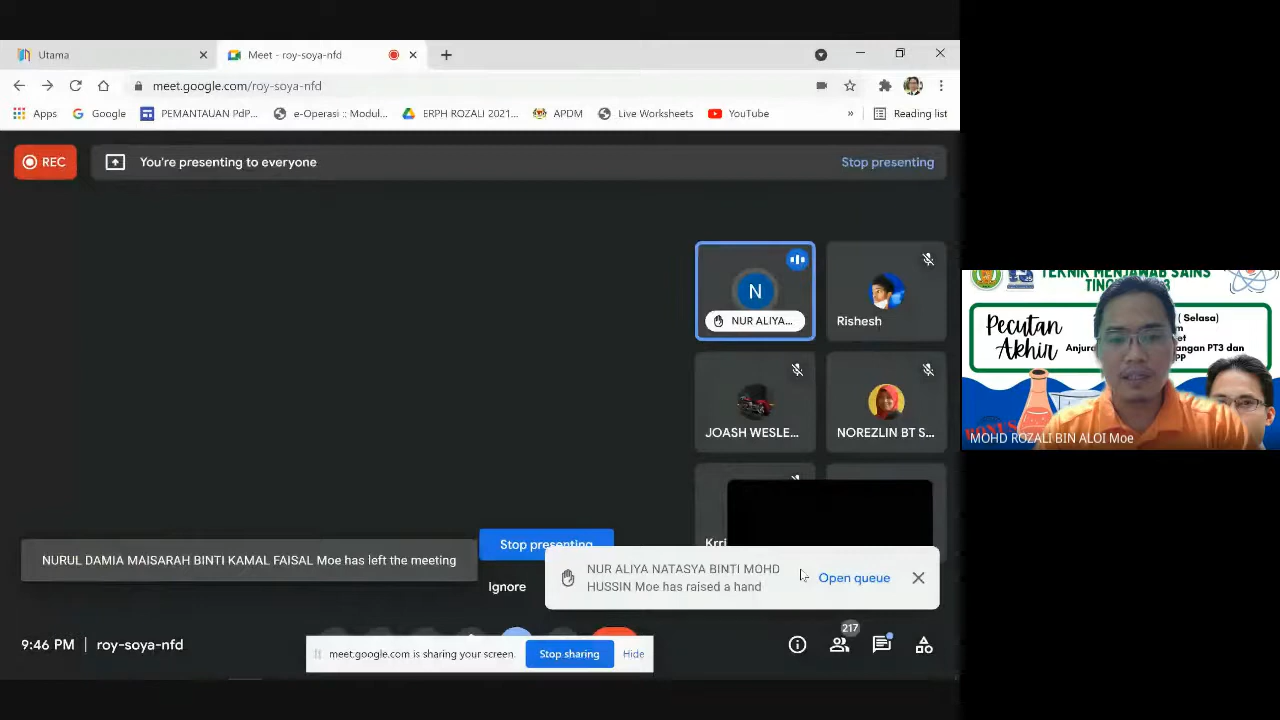 Utama
Meet - roy-soya-nfd
meet.google.com/roy-soya-nfd
Apps
Google
PEMANTAUAN PdP...
e-Operasi :: Modul...
ERPH ROZALI 2021...
APDM
Live Worksheets
YouTube
»
Reading list
REC
You're presenting to everyone
Stop presenting
N
NUR ALIYA...
Rishesh
JOASH WESLE...
NOREZLIN BT S...
Krri
TEKNIK MENJAWAB SAINS
Pecutan
Akhir
( Selasa)
Anjura
angan PT3 dan
MOHD ROZALI BIN ALOI Moe
NURUL DAMIA MAISARAH BINTI KAMAL FAISAL Moe has left the meeting
Stop presenting
Ignore
NUR ALIYA NATASYA BINTI MOHD
HUSSIN Moe has raised a hand
Open queue
9:46 PM | roy-soya-nfd
meet.google.com is sharing your screen.
Stop sharing
Hide
217